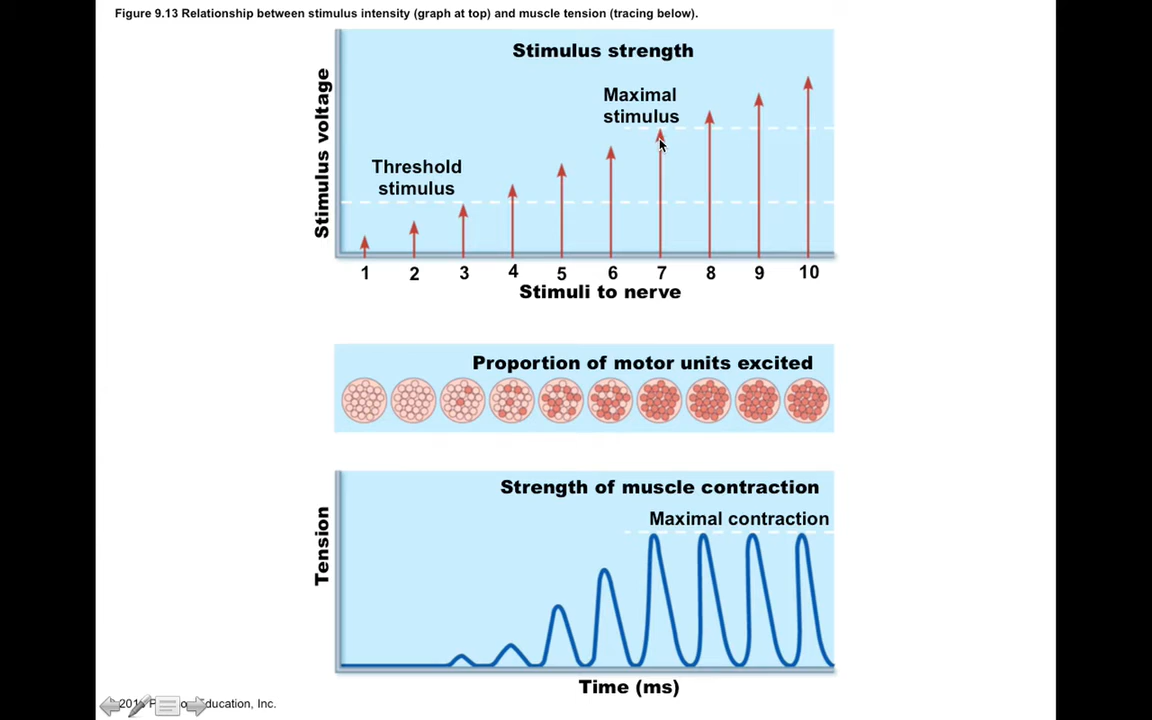 Figure 9.13 Relationship between stimulus intensity (graph at top) and muscle tension (tracing below).
Stimulus strength
Stimulus voltage
Maximal
stimulus
Threshold
stimulus
1 2 3 4 5 6 7 8 9 10
Stimuli to nerve
Proportion of motor units excited
Strength of muscle contraction
Maximal contraction
Tension
Time (ms)
Inc.